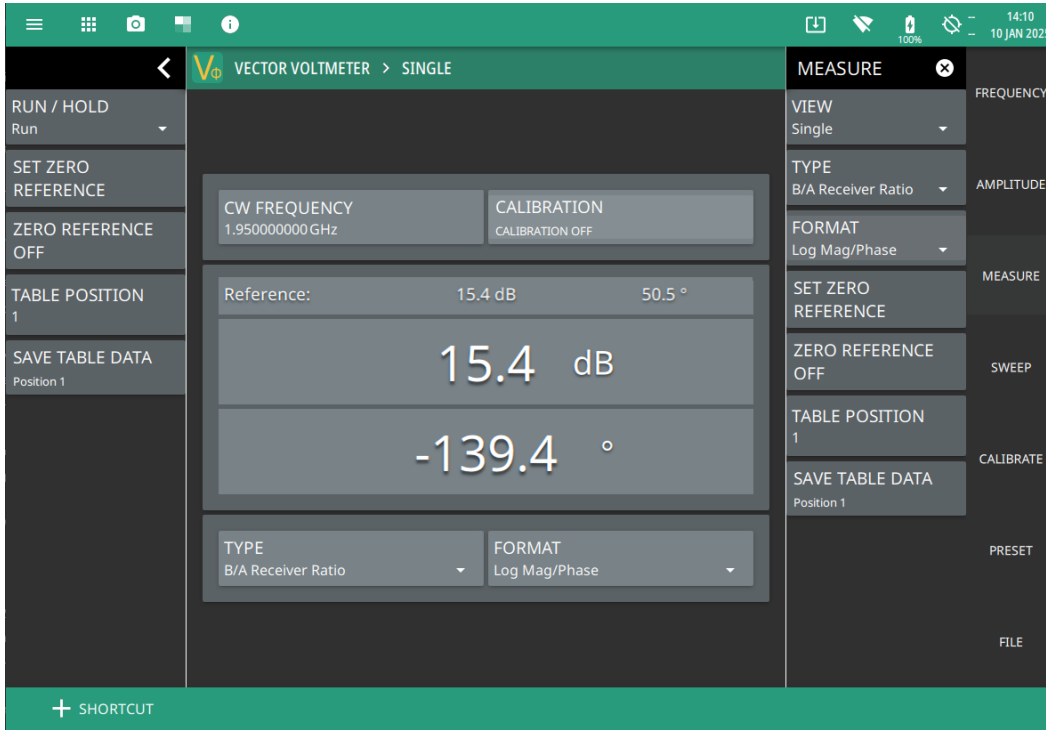 100%
--
--
14:10
10 JAN 2025
VΦ
VECTOR VOLTMETER > SINGLE
RUN / HOLD
Run
SET ZERO
REFERENCE
ZERO REFERENCE
OFF
TABLE POSITION
1
SAVE TABLE DATA
Position 1
CW FREQUENCY
1.950000000 GHz
CALIBRATION
CALIBRATION OFF
Reference: 15.4 dB 50.5 °
15.4 dB
-139.4 °
TYPE
B/A Receiver Ratio
FORMAT
Log Mag/Phase
MEASURE
VIEW
Single
TYPE
B/A Receiver Ratio
FORMAT
Log Mag/Phase
SET ZERO
REFERENCE
ZERO REFERENCE
OFF
TABLE POSITION
1
SAVE TABLE DATA
Position 1
FREQUENCY
AMPLITUDE
MEASURE
SWEEP
CALIBRATE
PRESET
FILE
+ SHORTCUT